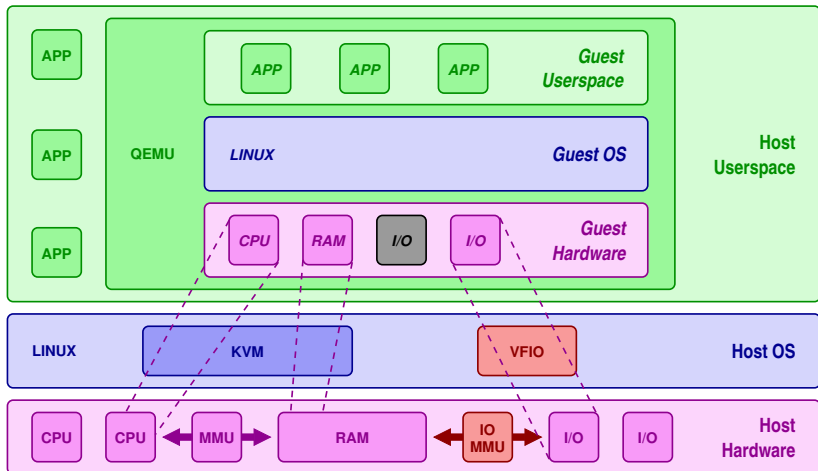 APP
APP
APP
QEMU
APP
APP
APP
Guest
Userspace
LINUX
Guest OS
CPU
RAM
I/O
I/O
Guest
Hardware
Host
Userspace
LINUX
KVM
VFIO
Host OS
CPU
CPU
MMU
RAM
IO
MMU
I/O
I/O
Host
Hardware